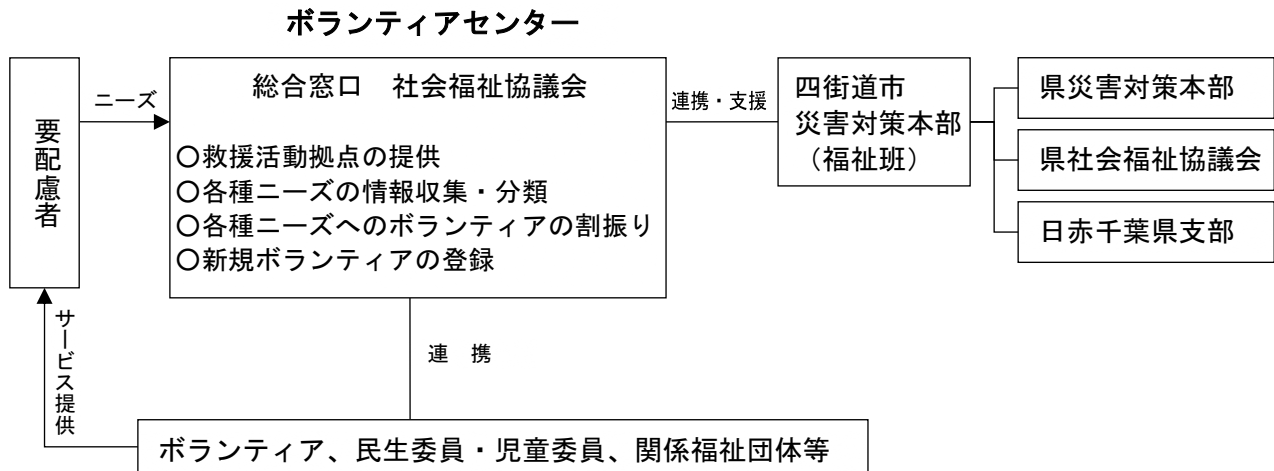 ボランティアセンター
要配慮者
ニーズ
総合窓口　社会福祉協議会
〇救援活動拠点の提供
〇各種ニーズの情報収集・分類
〇各種ニーズへのボランティアの割振り
〇新規ボランティアの登録
連携・支援
四街道市
災害対策本部
（福祉班）
県災害対策本部
県社会福祉協議会
日赤千葉県支部
サービス提供
連　携
ボランティア、民生委員・児童委員、関係福祉団体等